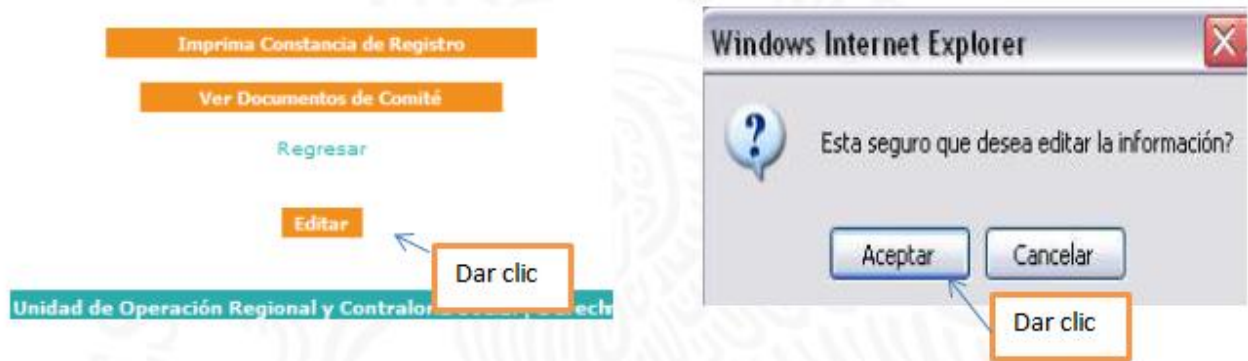 Imprima Constancia de Registro
Ver Documentos de Comité
Regresar
Editar
Dar clic
Unidad de Operación Regional y Contralor
Windows Internet Explorer
Esta seguro que desea editar la información?
Aceptar
Cancelar
Dar clic